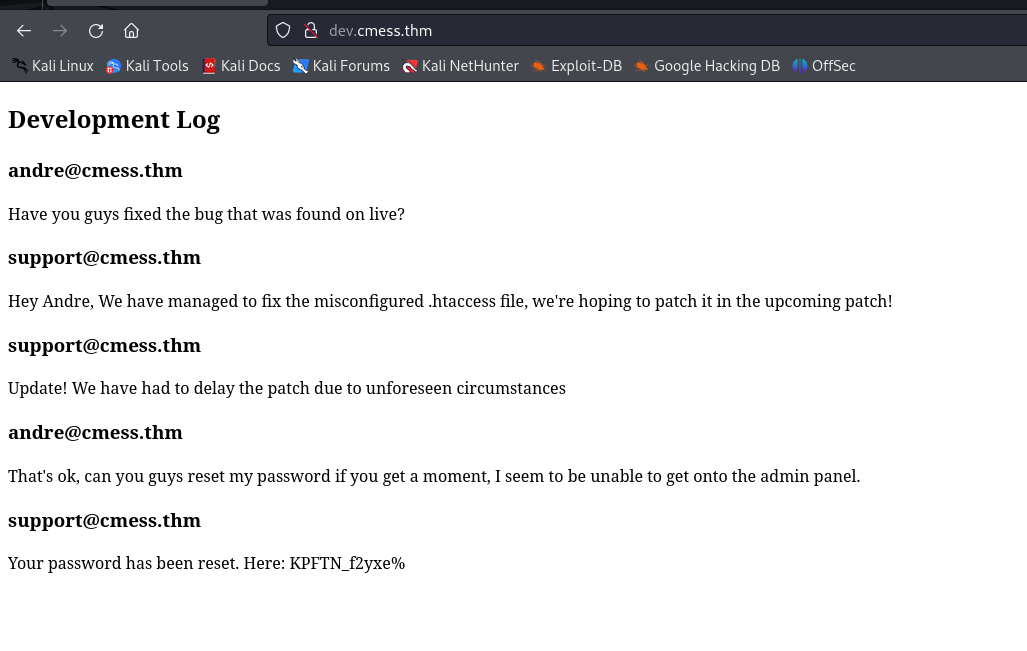 dev.cmess.thm
Kali Linux Kali Tools Kali Docs Kali Forums Kali NetHunter Exploit-DB Google Hacking DB OffSec
Development Log
andre@cmess.thm
Have you guys fixed the bug that was found on live?
support@cmess.thm
Hey Andre, We have managed to fix the misconfigured .htaccess file, we're hoping to patch it in the upcoming patch!
support@cmess.thm
Update! We have had to delay the patch due to unforeseen circumstances
andre@cmess.thm
That's ok, can you guys reset my password if you get a moment, I seem to be unable to get onto the admin panel.
support@cmess.thm
Your password has been reset. Here: KPFTN_f2yxe%